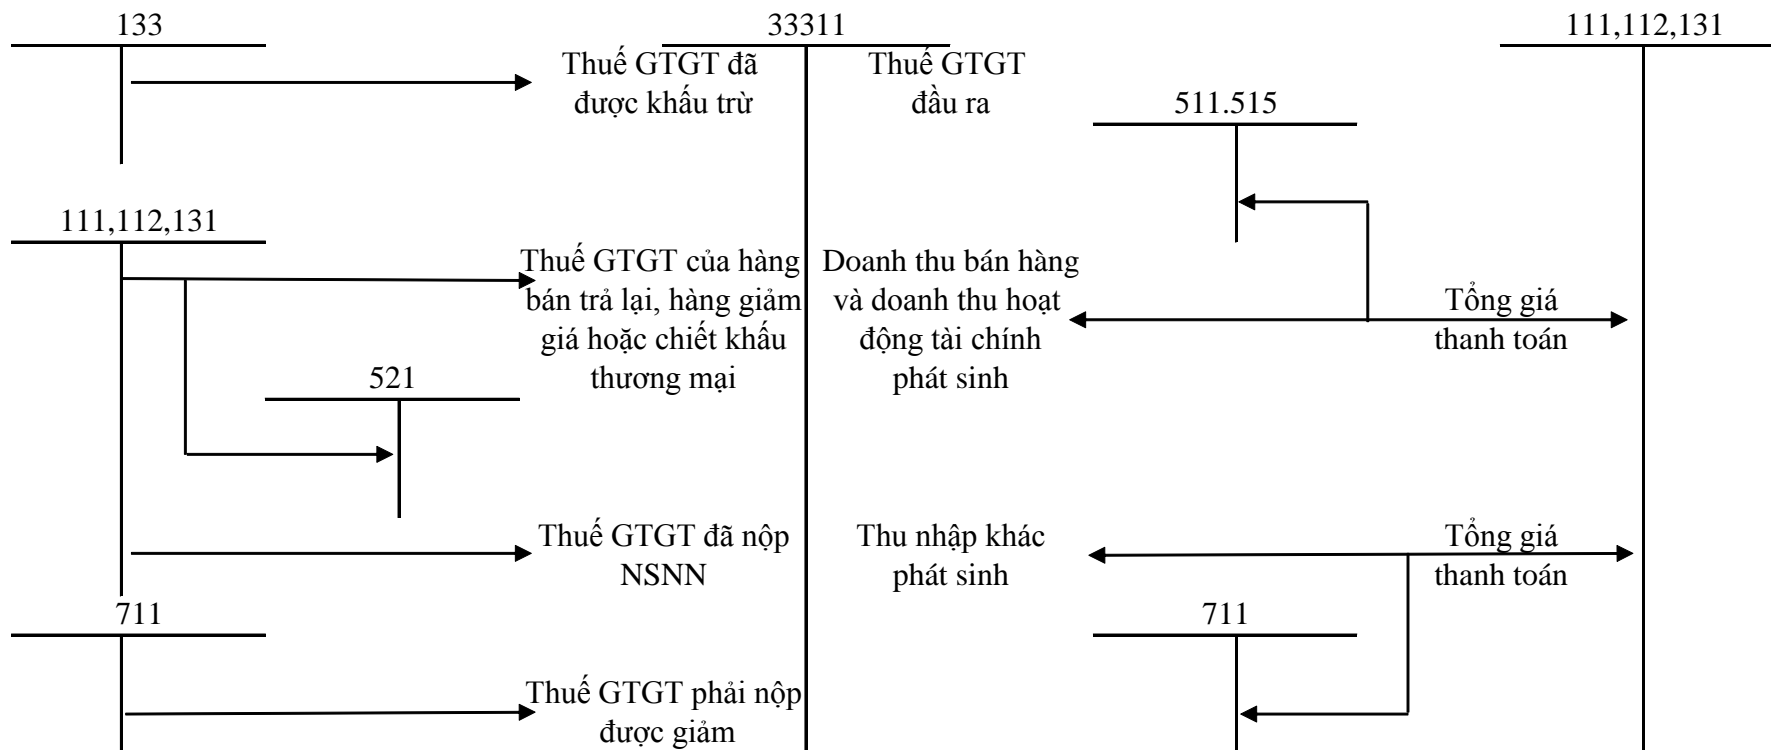 133
33311
111,112,131
Thuế GTGT đã
được khấu trừ
Thuế GTGT
đầu ra
511.515
111,112,131
Thuế GTGT của hàng
bán trả lại, hàng giảm
giá hoặc chiết khấu
thương mại
Doanh thu bán hàng
và doanh thu hoạt
động tài chính
phát sinh
Tổng giá
thanh toán
521
Thuế GTGT đã nộp
NSNN
Thu nhập khác
phát sinh
Tổng giá
thanh toán
711
711
Thuế GTGT phải nộp
được giảm